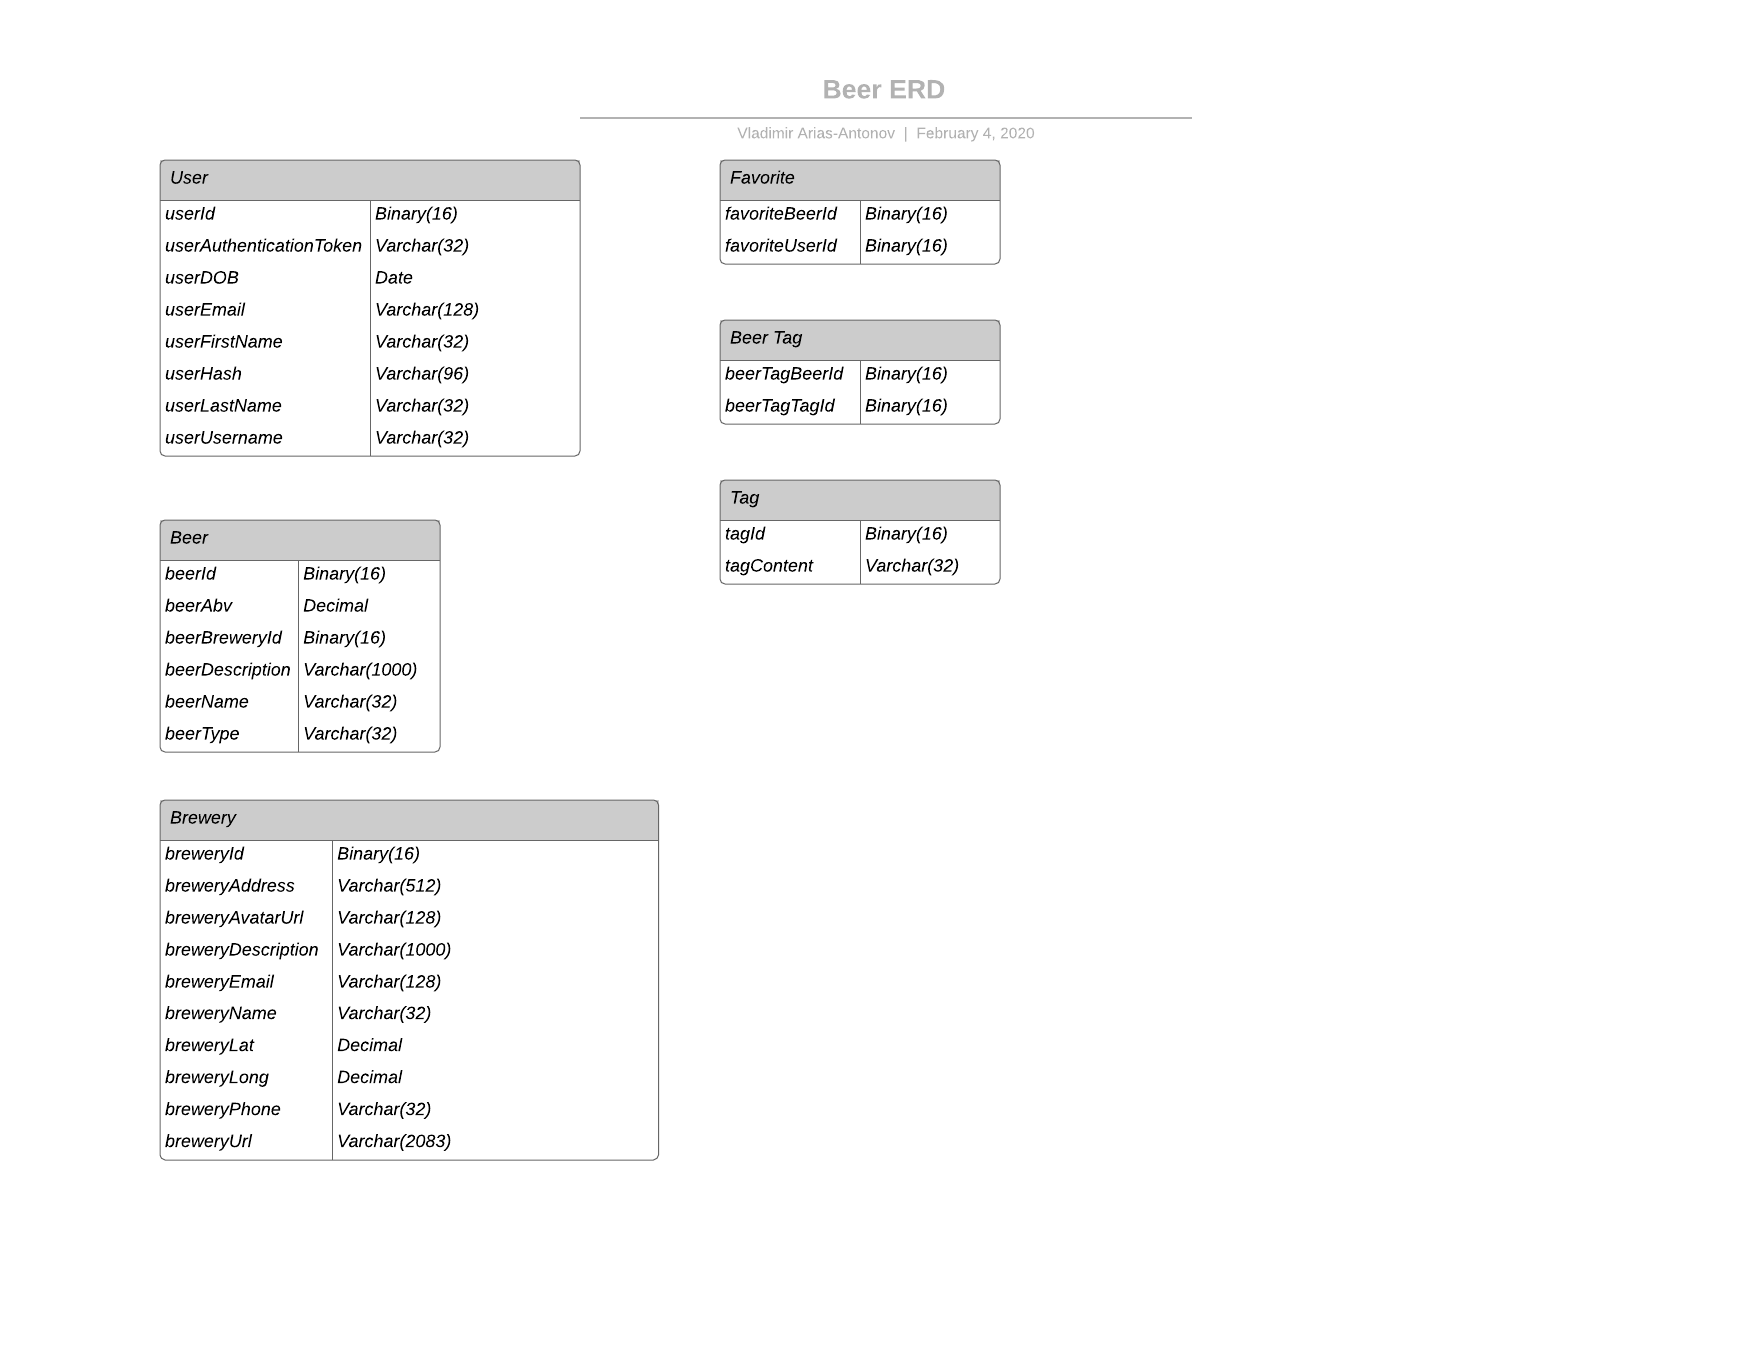 Beer ERD
Vladimir Arias-Antonov | February 4, 2020
User
userId Binary(16)
userAuthenticationToken Varchar(32)
userDOB Date
userEmail Varchar(128)
userFirstName Varchar(32)
userHash Varchar(96)
userLastName Varchar(32)
userUsername Varchar(32)
Beer
beerId Binary(16)
beerAbv Decimal
beerBreweryId Binary(16)
beerDescription Varchar(1000)
beerName Varchar(32)
beerType Varchar(32)
Brewery
breweryId Binary(16)
breweryAddress Varchar(512)
breweryAvatarUrl Varchar(128)
breweryDescription Varchar(1000)
breweryEmail Varchar(128)
breweryName Varchar(32)
breweryLat Decimal
breweryLong Decimal
breweryPhone Varchar(32)
breweryUrl Varchar(2083)
Favorite
favoriteBeerId Binary(16)
favoriteUserId Binary(16)
Beer Tag
beerTagBeerId Binary(16)
beerTagTagId Binary(16)
Tag
tagId Binary(16)
tagContent Varchar(32)